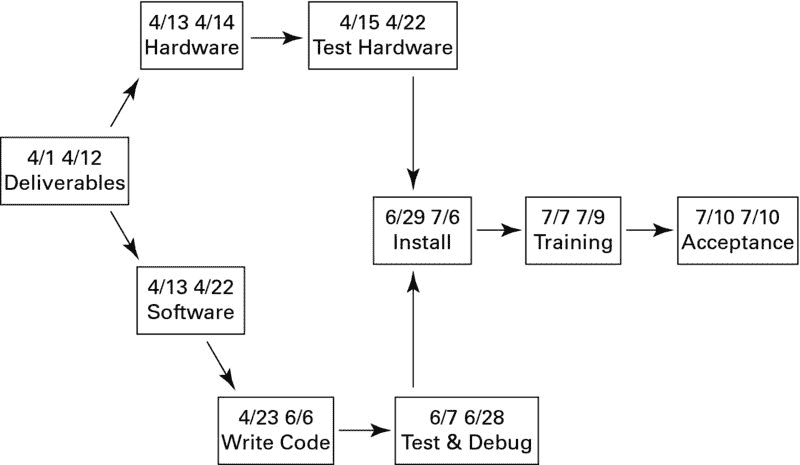 4/13 4/14
Hardware
4/15 4/22
Test Hardware
4/1 4/12
Deliverables
6/29 7/6
Install
7/7 7/9
Training
7/10 7/10
Acceptance
4/13 4/22
Software
4/23 6/6
Write Code
6/7 6/28
Test & Debug